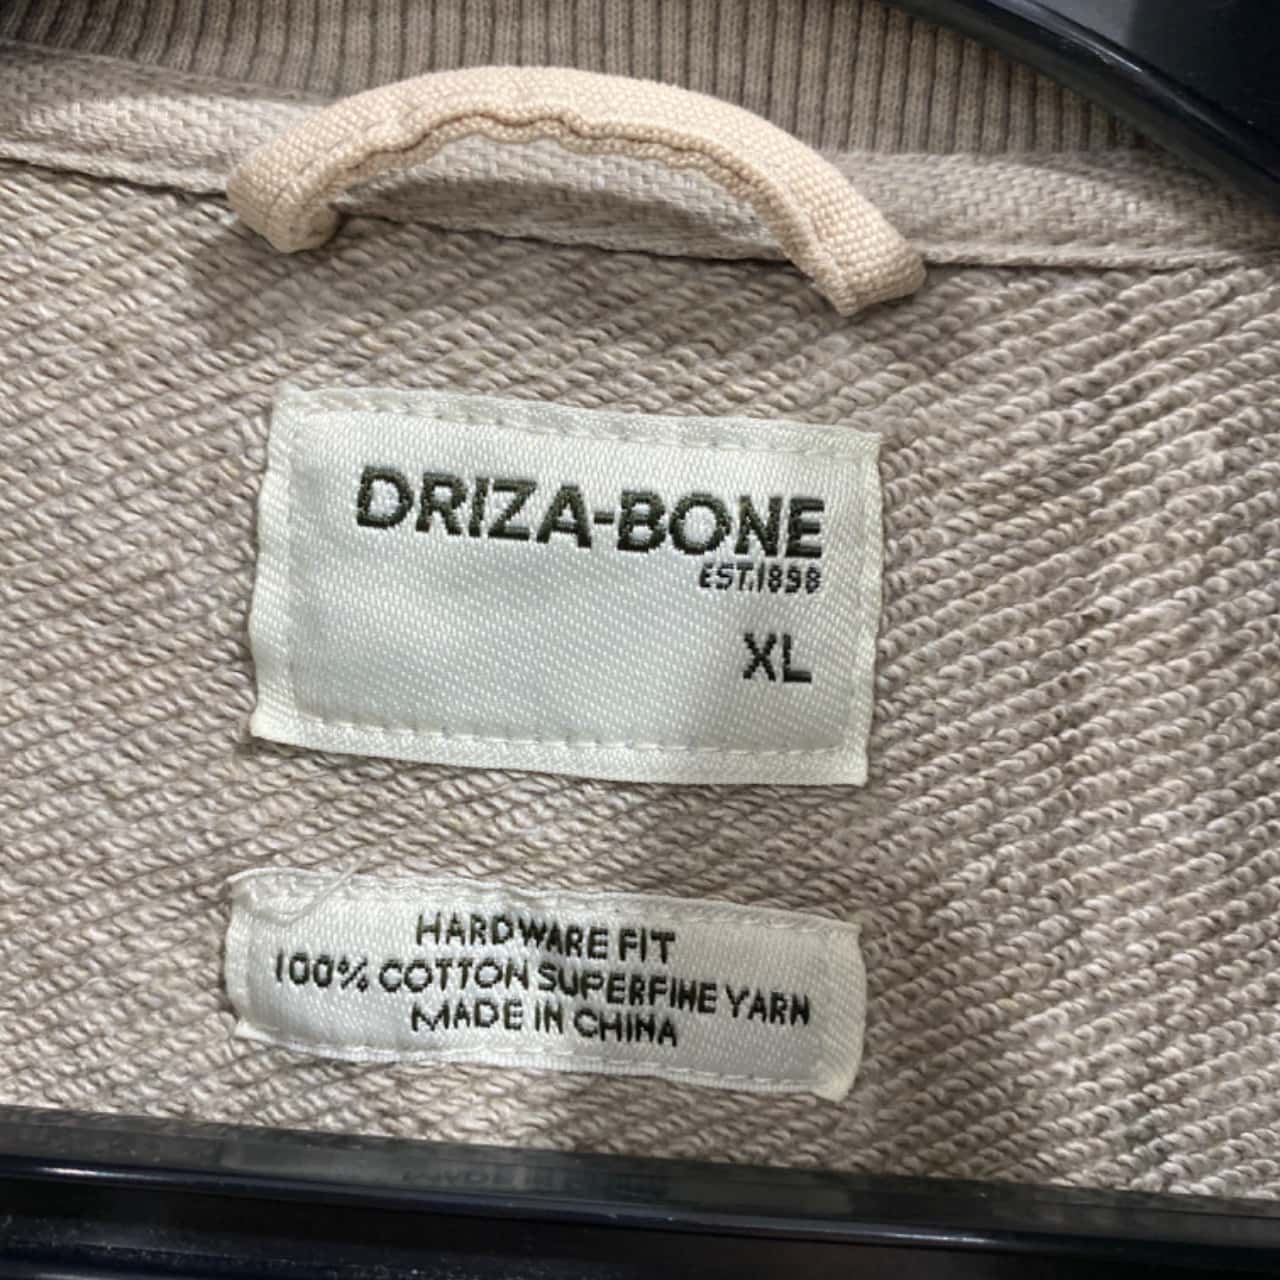 DRIZA-BONE
EST.1898
XL
HARDWARE FIT
100% COTTON SUPERFINE YARN
MADE IN CHINA